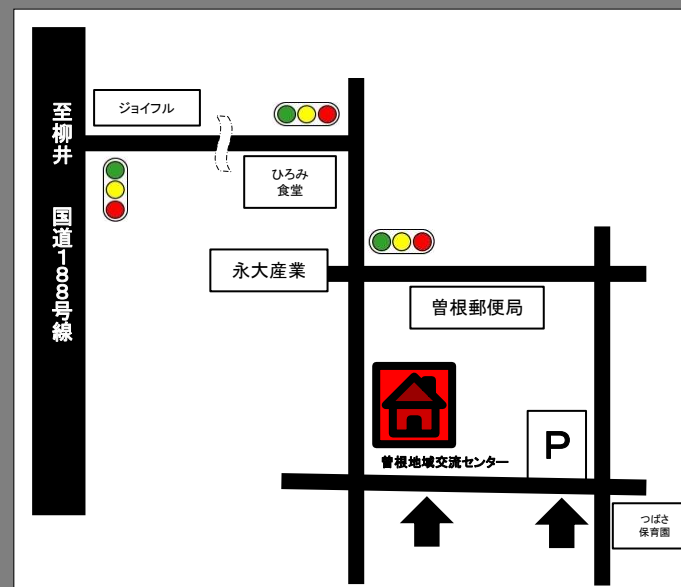 至柳井 国道188号線
ジョイフル
ひろみ
食堂
永大産業
曽根郵便局
曽根地域交流センター
P
つばさ
保育園